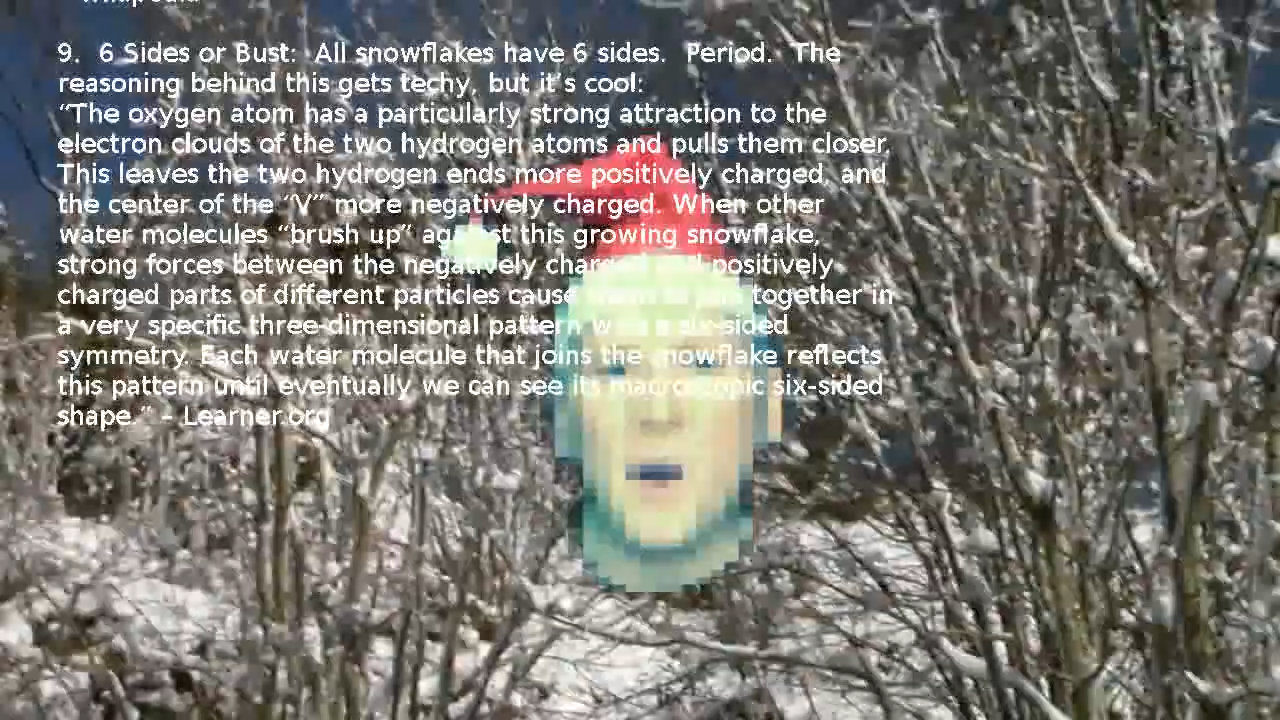 9. 6 Sides or Bust: All snowflakes have 6 sides. Period. The
reasoning behind this gets techy, but it's cool:
“The oxygen atom has a particularly strong attraction to the
electron clouds of the two hydrogen atoms and pulls them closer.
This leaves the two hydrogen ends more positively charged, and
the center of the “V” more negatively charged. When other
water molecules “brush up” against this growing snowflake,
strong forces between the negatively charged and positively
charged parts of different particles cause them to join together in
a very specific three-dimensional pattern with a six-sided
symmetry. Each water molecule that joins the snowflake reflects
this pattern until eventually we can see its macroscopic six-sided
shape.” – Learner.org